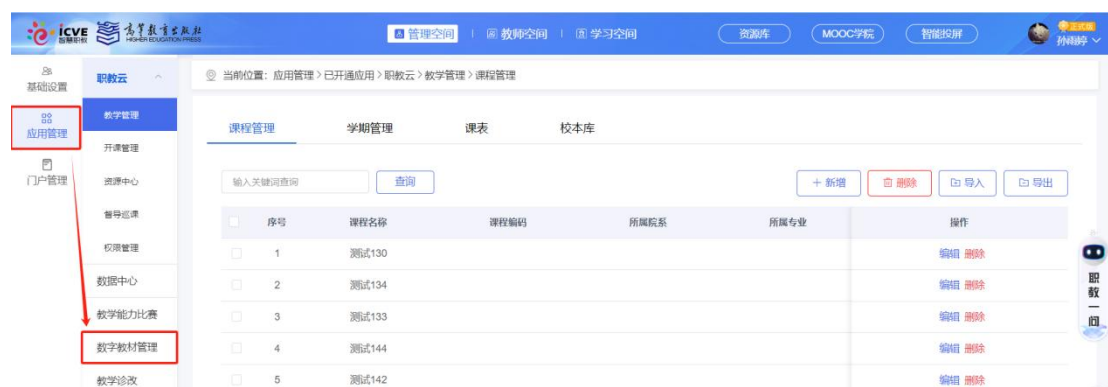 icve 智慧职教 高等教育出版社 HIGHER EDUCATION PRESS 管理空间 教师空间 学习空间 资源库 MOOC学院 智能投屏 正式版 孙翊婷
基础设置 职教云 当前位置：应用管理 > 已开通应用 > 职教云 > 教学管理 > 课程管理
应用管理 教学管理 课程管理 学期管理 课表 校本库
开课管理
门户管理 资源中心 输入关键词查询 查询 + 新增 删除 导入 导出
督导巡课 序号 课程名称 课程编码 所属院系 所属专业 操作
权限管理 1 测试130 编辑 删除
数据中心 2 测试134 编辑 删除
教学能力比赛 3 测试133 编辑 删除
数字教材管理 4 测试144 编辑 删除
教学诊改 5 测试142 编辑 删除
职教一问